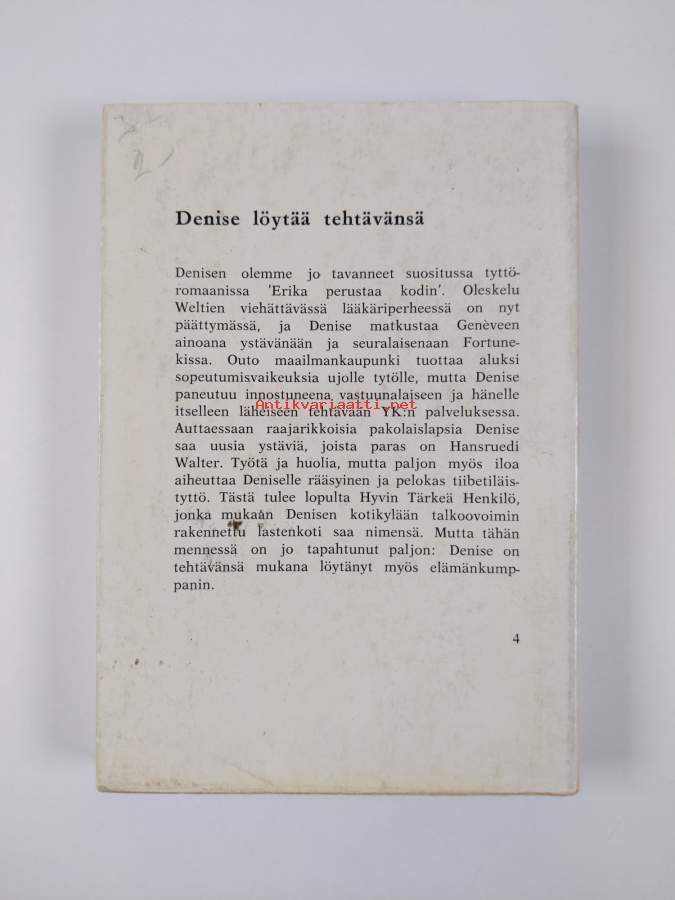 2
Denise löytää tehtävänsä
Denisen olemme jo tavanneet suositussa tyttö-
romaanissa 'Erika perustaa kodin'. Oleskelu
Weltien viehättävässä lääkäriperheessä on nyt
päättymässä, ja Denise matkustaa Genèveen
ainoana ystävänään ja seuralaisenaan Fortune-
kissa. Outo maailmankaupunki tuottaa aluksi
sopeutumisvaikeuksia ujolle tytölle, mutta Denise
paneutuu innostuneena vastuunalaiseen ja hänelle
Antikvariaatti.net
itselleen läheiseen tehtävään YK:n palveluksessa.
Auttaessaan raajarikkoisia pakolaislapsia Denise
saa uusia ystäviä, joista paras on Hansruedi
Walter. Työtä ja huolia, mutta paljon myös iloa
aiheuttaa Deniselle rääsyinen ja pelokas tiibetiläis-
tyttö. Tästä tulee lopulta Hyvin Tärkeä Henkilö,
jonka mukaan Denisen kotikylään talkoovoimin
rakennettu lastenkoti saa nimensä. Mutta tähän
mennessä on jo tapahtunut paljon: Denise on
tehtävänsä mukana löytänyt myös elämänkump-
panin.
4